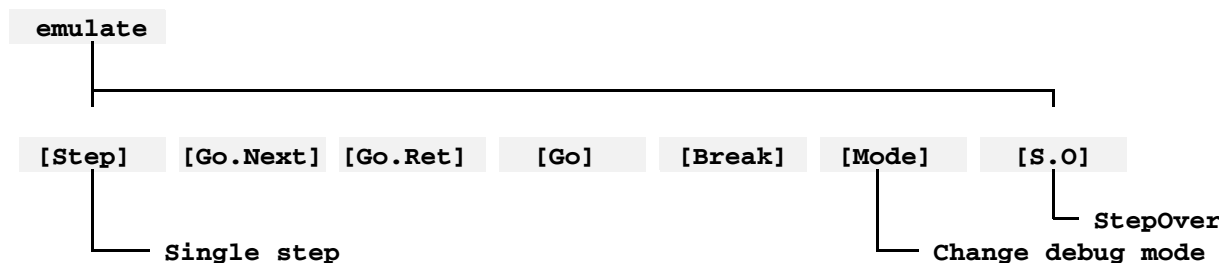 emulate
[Step] [Go.Next] [Go.Ret] [Go] [Break] [Mode] [S.O]
StepOver
Single step Change debug mode